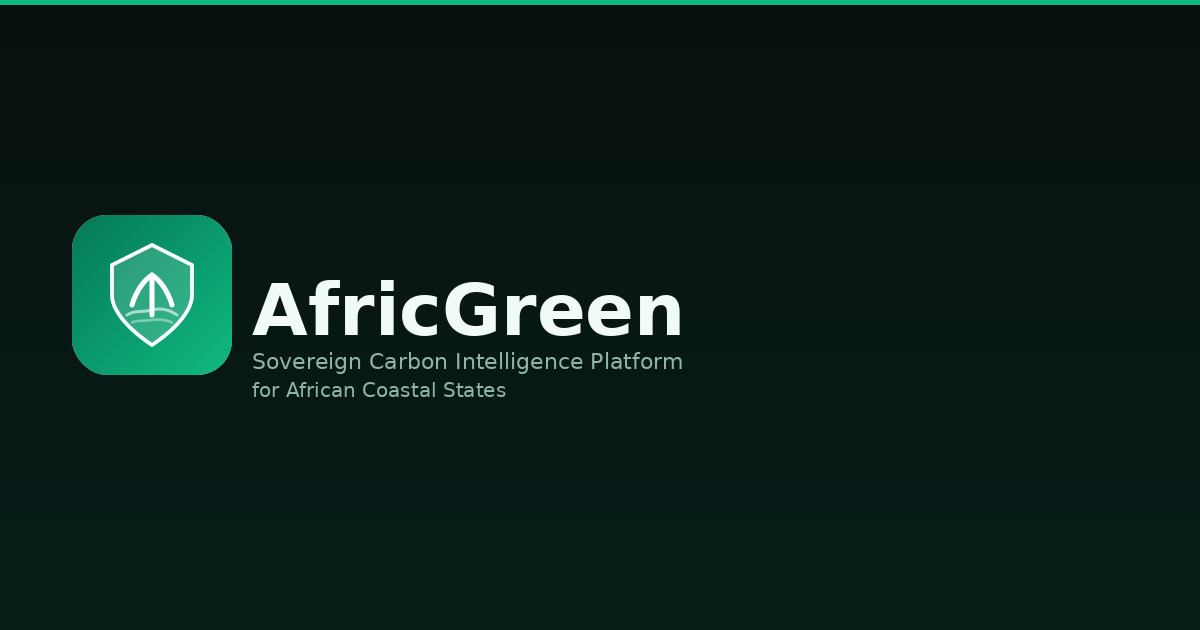 AfricGreen
Sovereign Carbon Intelligence Platform
for African Coastal States